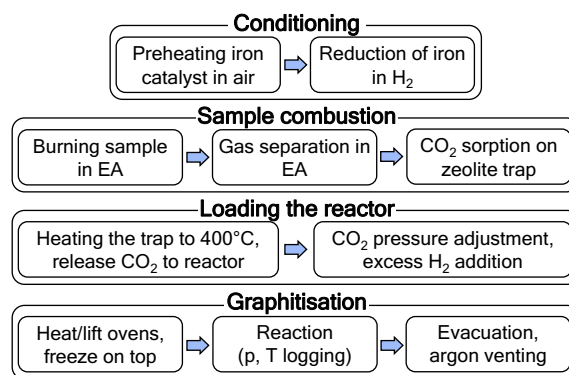 Conditioning
Preheating iron
catalyst in air
Reduction of iron
in H₂
Sample combustion
Burning sample
in EA
Gas separation in
EA
CO₂ sorption on
zeolite trap
Loading the reactor
Heating the trap to 400°C,
release CO₂ to reactor
CO₂ pressure adjustment,
excess H₂ addition
Graphitisation
Heat/lift ovens,
freeze on top
Reaction
(p, T logging)
Evacuation,
argon venting